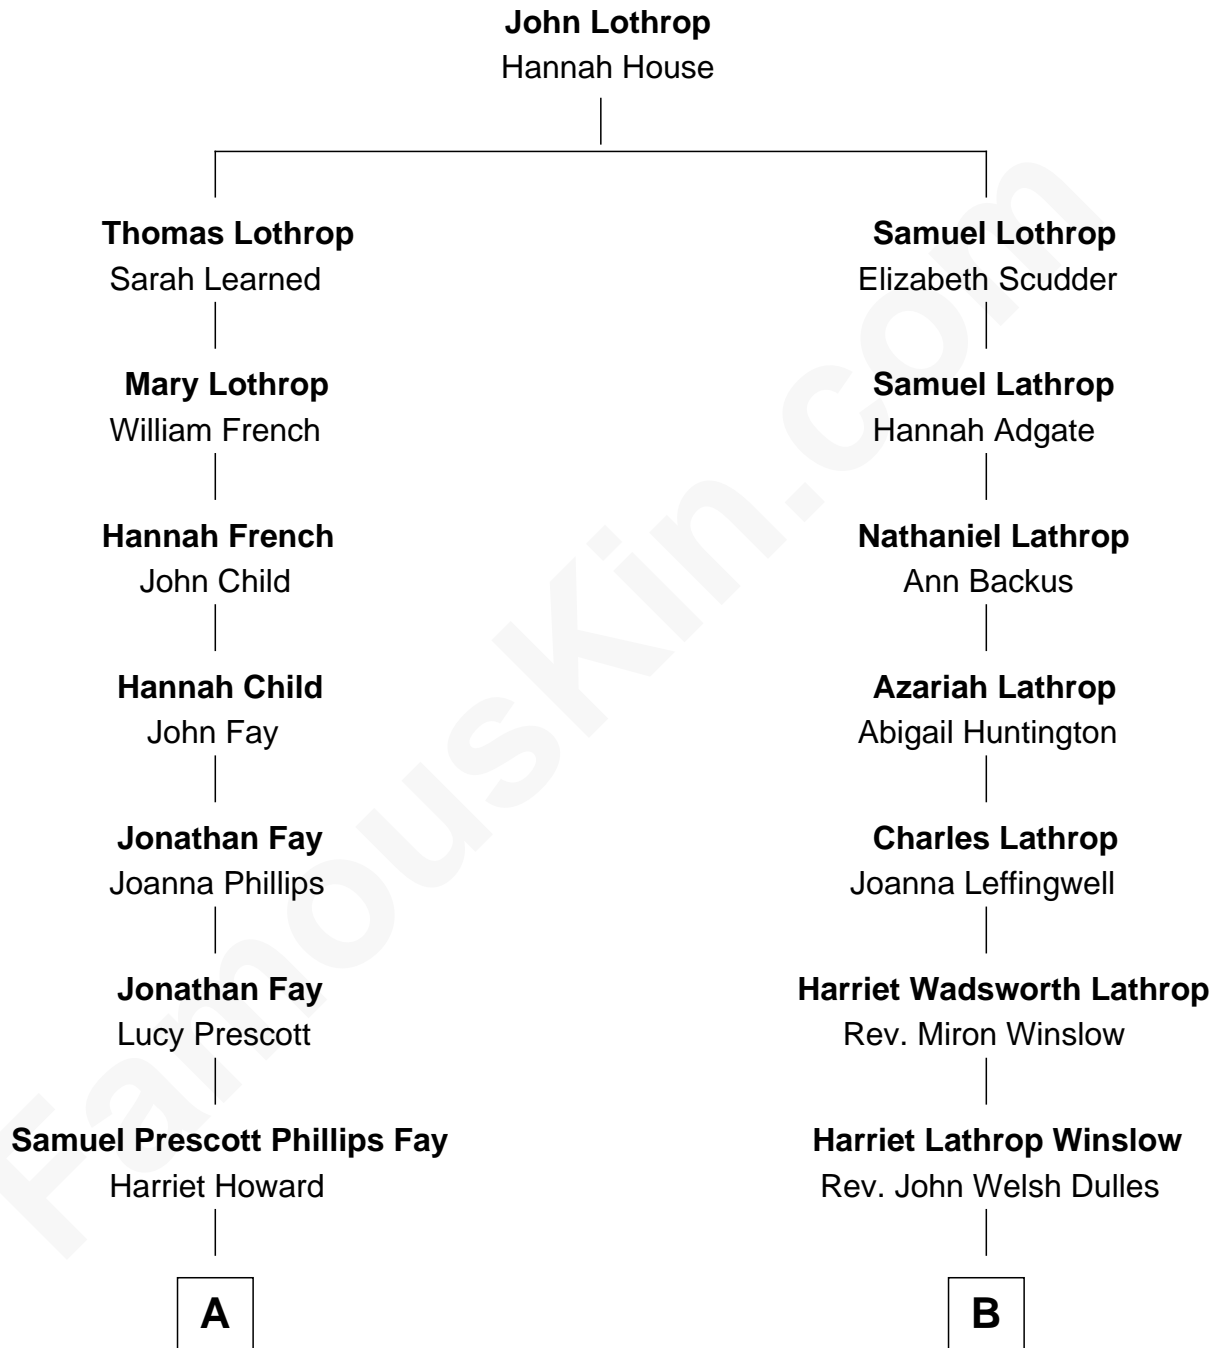 John Lothrop
Hannah House
Thomas Lothrop
Sarah Learned
Mary Lothrop
William French
Hannah French
John Child
Hannah Child
John Fay
Jonathan Fay
Joanna Phillips
Jonathan Fay
Lucy Prescott
Samuel Prescott Phillips Fay
Harriet Howard
A
Samuel Lothrop
Elizabeth Scudder
Samuel Lathrop
Hannah Adgate
Nathaniel Lathrop
Ann Backus
Azariah Lathrop
Abigail Huntington
Charles Lathrop
Joanna Leffingwell
Harriet Wadsworth Lathrop
Rev. Miron Winslow
Harriet Lathrop Winslow
Rev. John Welsh Dulles
B
FamousKin.com